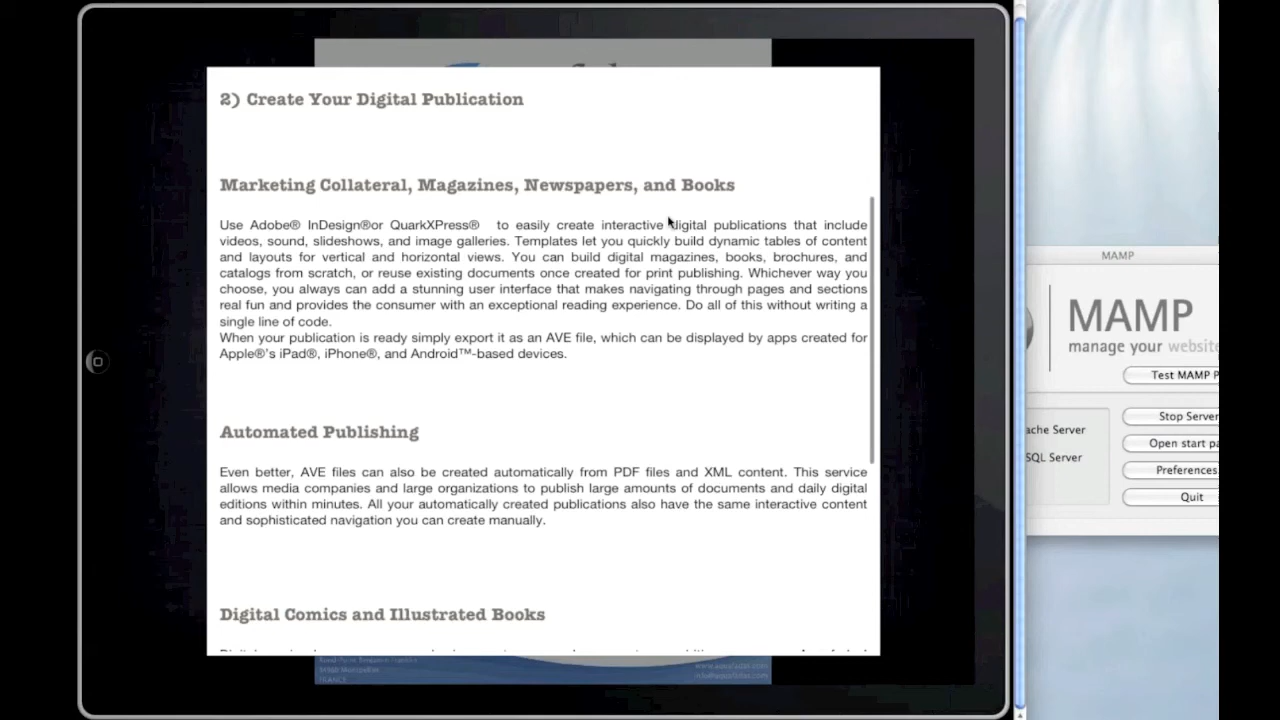 2) Create Your Digital Publication
Marketing Collateral, Magazines, Newspapers, and Books
Use Adobe® InDesign®or QuarkXPress® to easily create interactive digital publications that include
videos, sound, slideshows, and image galleries. Templates let you quickly build dynamic tables of content
and layouts for vertical and horizontal views. You can build digital magazines, books, brochures, and
catalogs from scratch, or reuse existing documents once created for print publishing. Whichever way you
choose, you always can add a stunning user interface that makes navigating through pages and sections
real fun and provides the consumer with an exceptional reading experience. Do all of this without writing a
single line of code.
When your publication is ready simply export it as an AVE file, which can be displayed by apps created for
Apple®'s iPad®, iPhone®, and Android™-based devices.
Automated Publishing
Even better, AVE files can also be created automatically from PDF files and XML content. This service
allows media companies and large organizations to publish large amounts of documents and daily digital
editions within minutes. All your automatically created publications also have the same interactive content
and sophisticated navigation you can create manually.
Digital Comics and Illustrated Books
FRANCE
MAMP
MAMP
manage your website
Test MAMP P
ache Server
SQL Server
Stop Server
Open start pa
Preferences
Quit